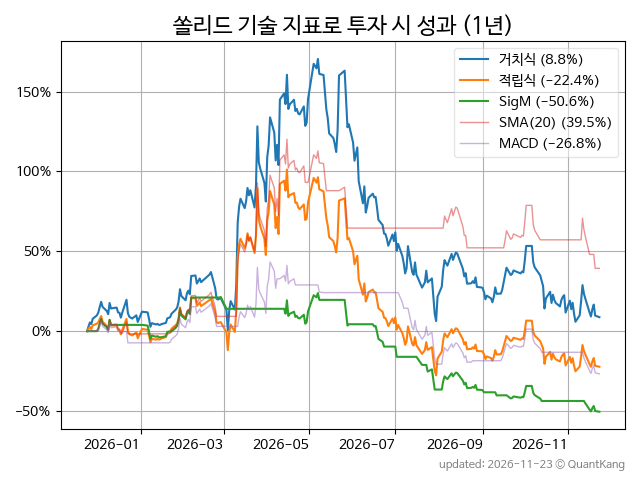 쏠리드 기술 지표로 투자 시 성과 (1년)
거치식 (8.8%)
적립식 (−22.4%)
SigM (−50.6%)
SMA(20) (39.5%)
MACD (−26.8%)
150%
100%
50%
0%
−50%
2026-01
2026-03
2026-05
2026-07
2026-09
2026-11
updated: 2026-11-23 © QuantKang